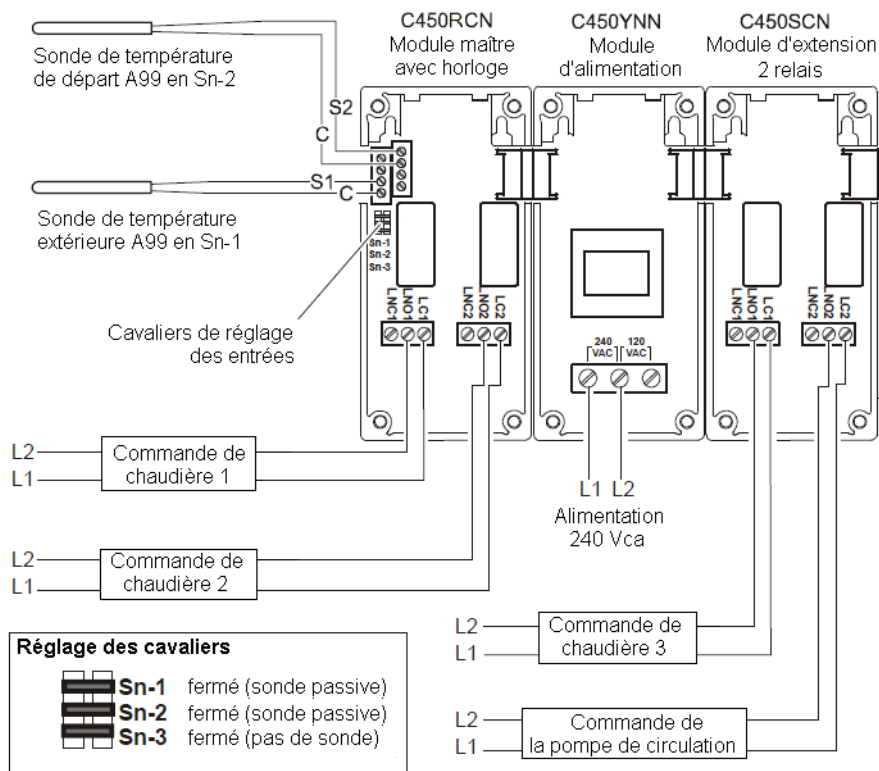 C450RCN
Module maître
avec horloge
C450YNN
Module
d'alimentation
C450SCN
Module d'extension
2 relais
Sonde de température
de départ A99 en Sn-2
S2
C
S1
C
Sonde de température
extérieure A99 en Sn-1
Sn-1
Sn-2
Sn-3
Cavaliers de réglage
des entrées
LNC1
LNO1
LC1
LNC2
LNO2
LC2
240
VAC
120
VAC
LNC1
LNO1
LC1
LNC2
LNO2
LC2
L2
L1
Commande de
chaudière 1
L1 L2
Alimentation
240 Vca
L2
L1
Commande de
chaudière 2
L2
L1
Commande de
chaudière 3
L2
L1
Commande de
la pompe de circulation
Réglage des cavaliers
Sn-1 fermé (sonde passive)
Sn-2 fermé (sonde passive)
Sn-3 fermé (pas de sonde)